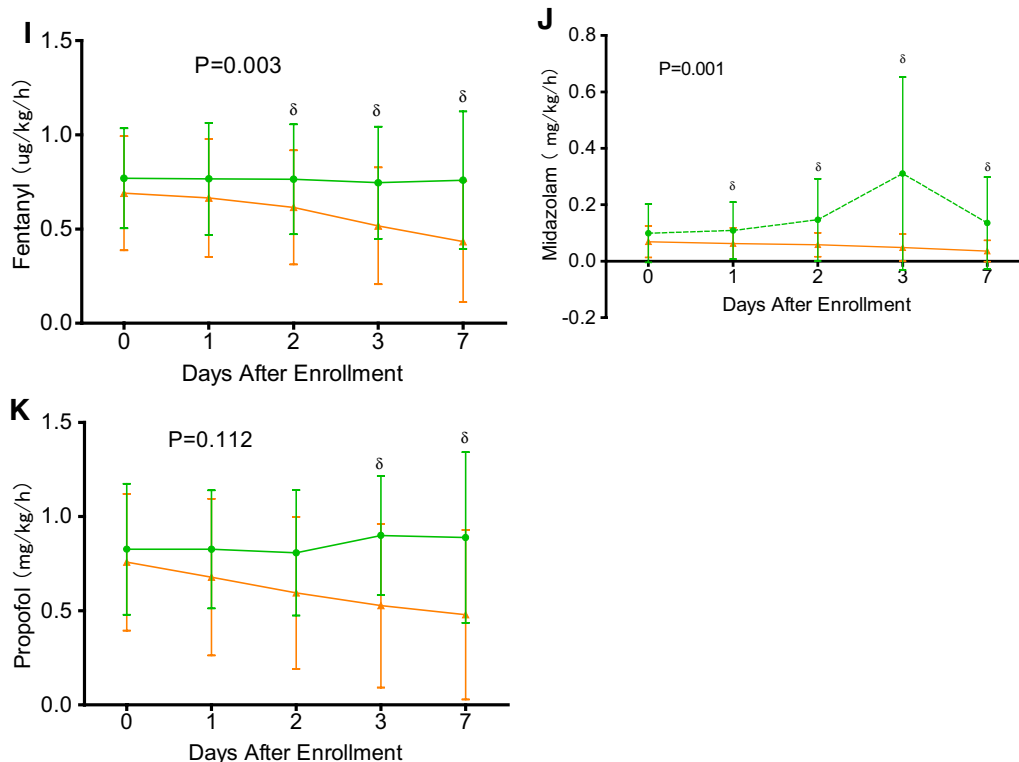 I
Fentanyl (ug/kg/h)
1.5
1.0
0.5
0.0
P=0.003
δ δ δ
0 1 2 3 7
Days After Enrollment
J
Midazolam ( mg/kg/h)
0.8
0.6
0.4
0.2
0.0
-0.2
P=0.001
δ δ δ δ
0 1 2 3 7
Days After Enrollment
K
Propofol (mg/kg/h)
1.5
1.0
0.5
0.0
P=0.112
δ δ
0 1 2 3 7
Days After Enrollment